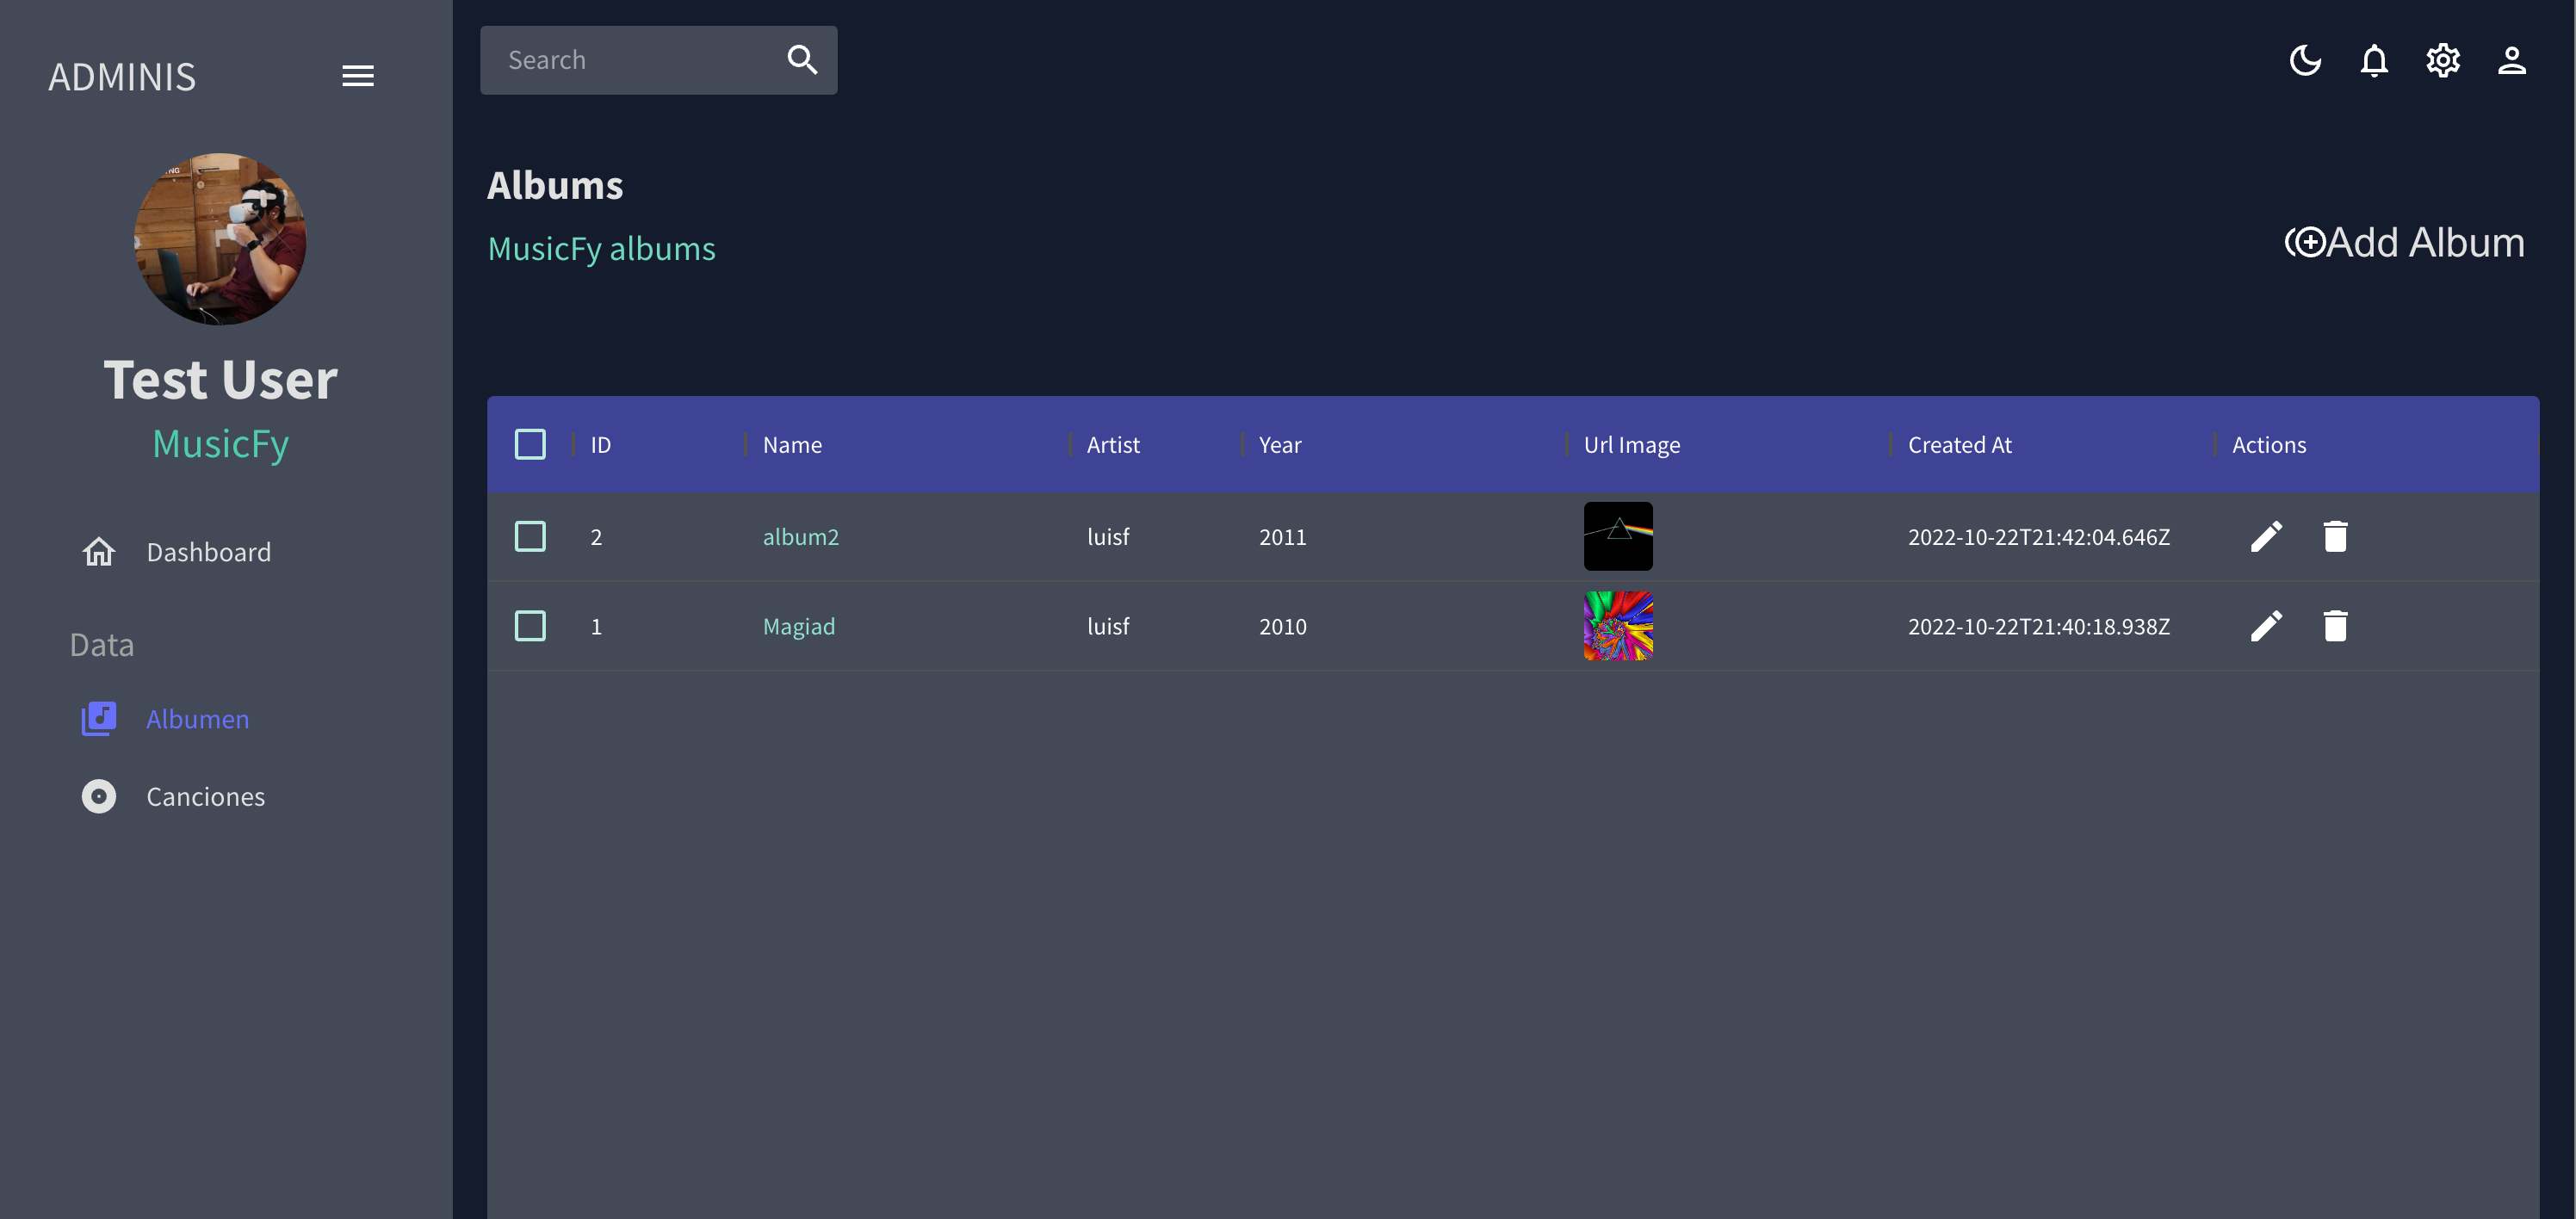 ADMINIS
Search
Test User
MusicFy
Dashboard
Data
Albumen
Canciones
Albums
MusicFy albums
Add Album
ID Name Artist Year Url Image Created At Actions
2 album2 luisf 2011 2022-10-22T21:42:04.646Z
1 Magiad luisf 2010 2022-10-22T21:40:18.938Z